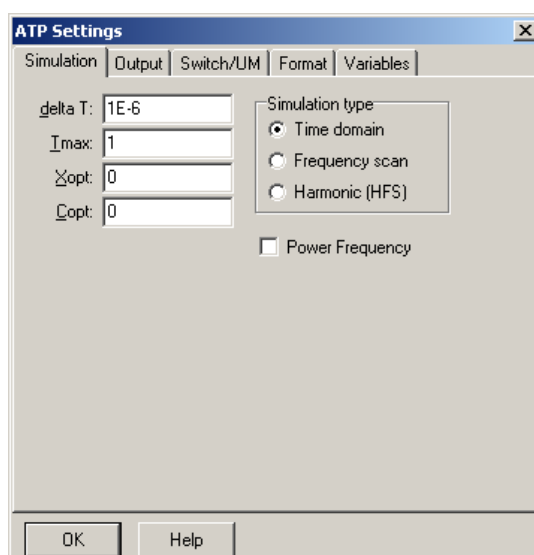 ATP Settings
Simulation Output Switch/UM Format Variables
delta T: 1E-6
Tmax: 1
Xopt: 0
Copt: 0
Simulation type
Time domain
Frequency scan
Harmonic (HFS)
Power Frequency
OK Help